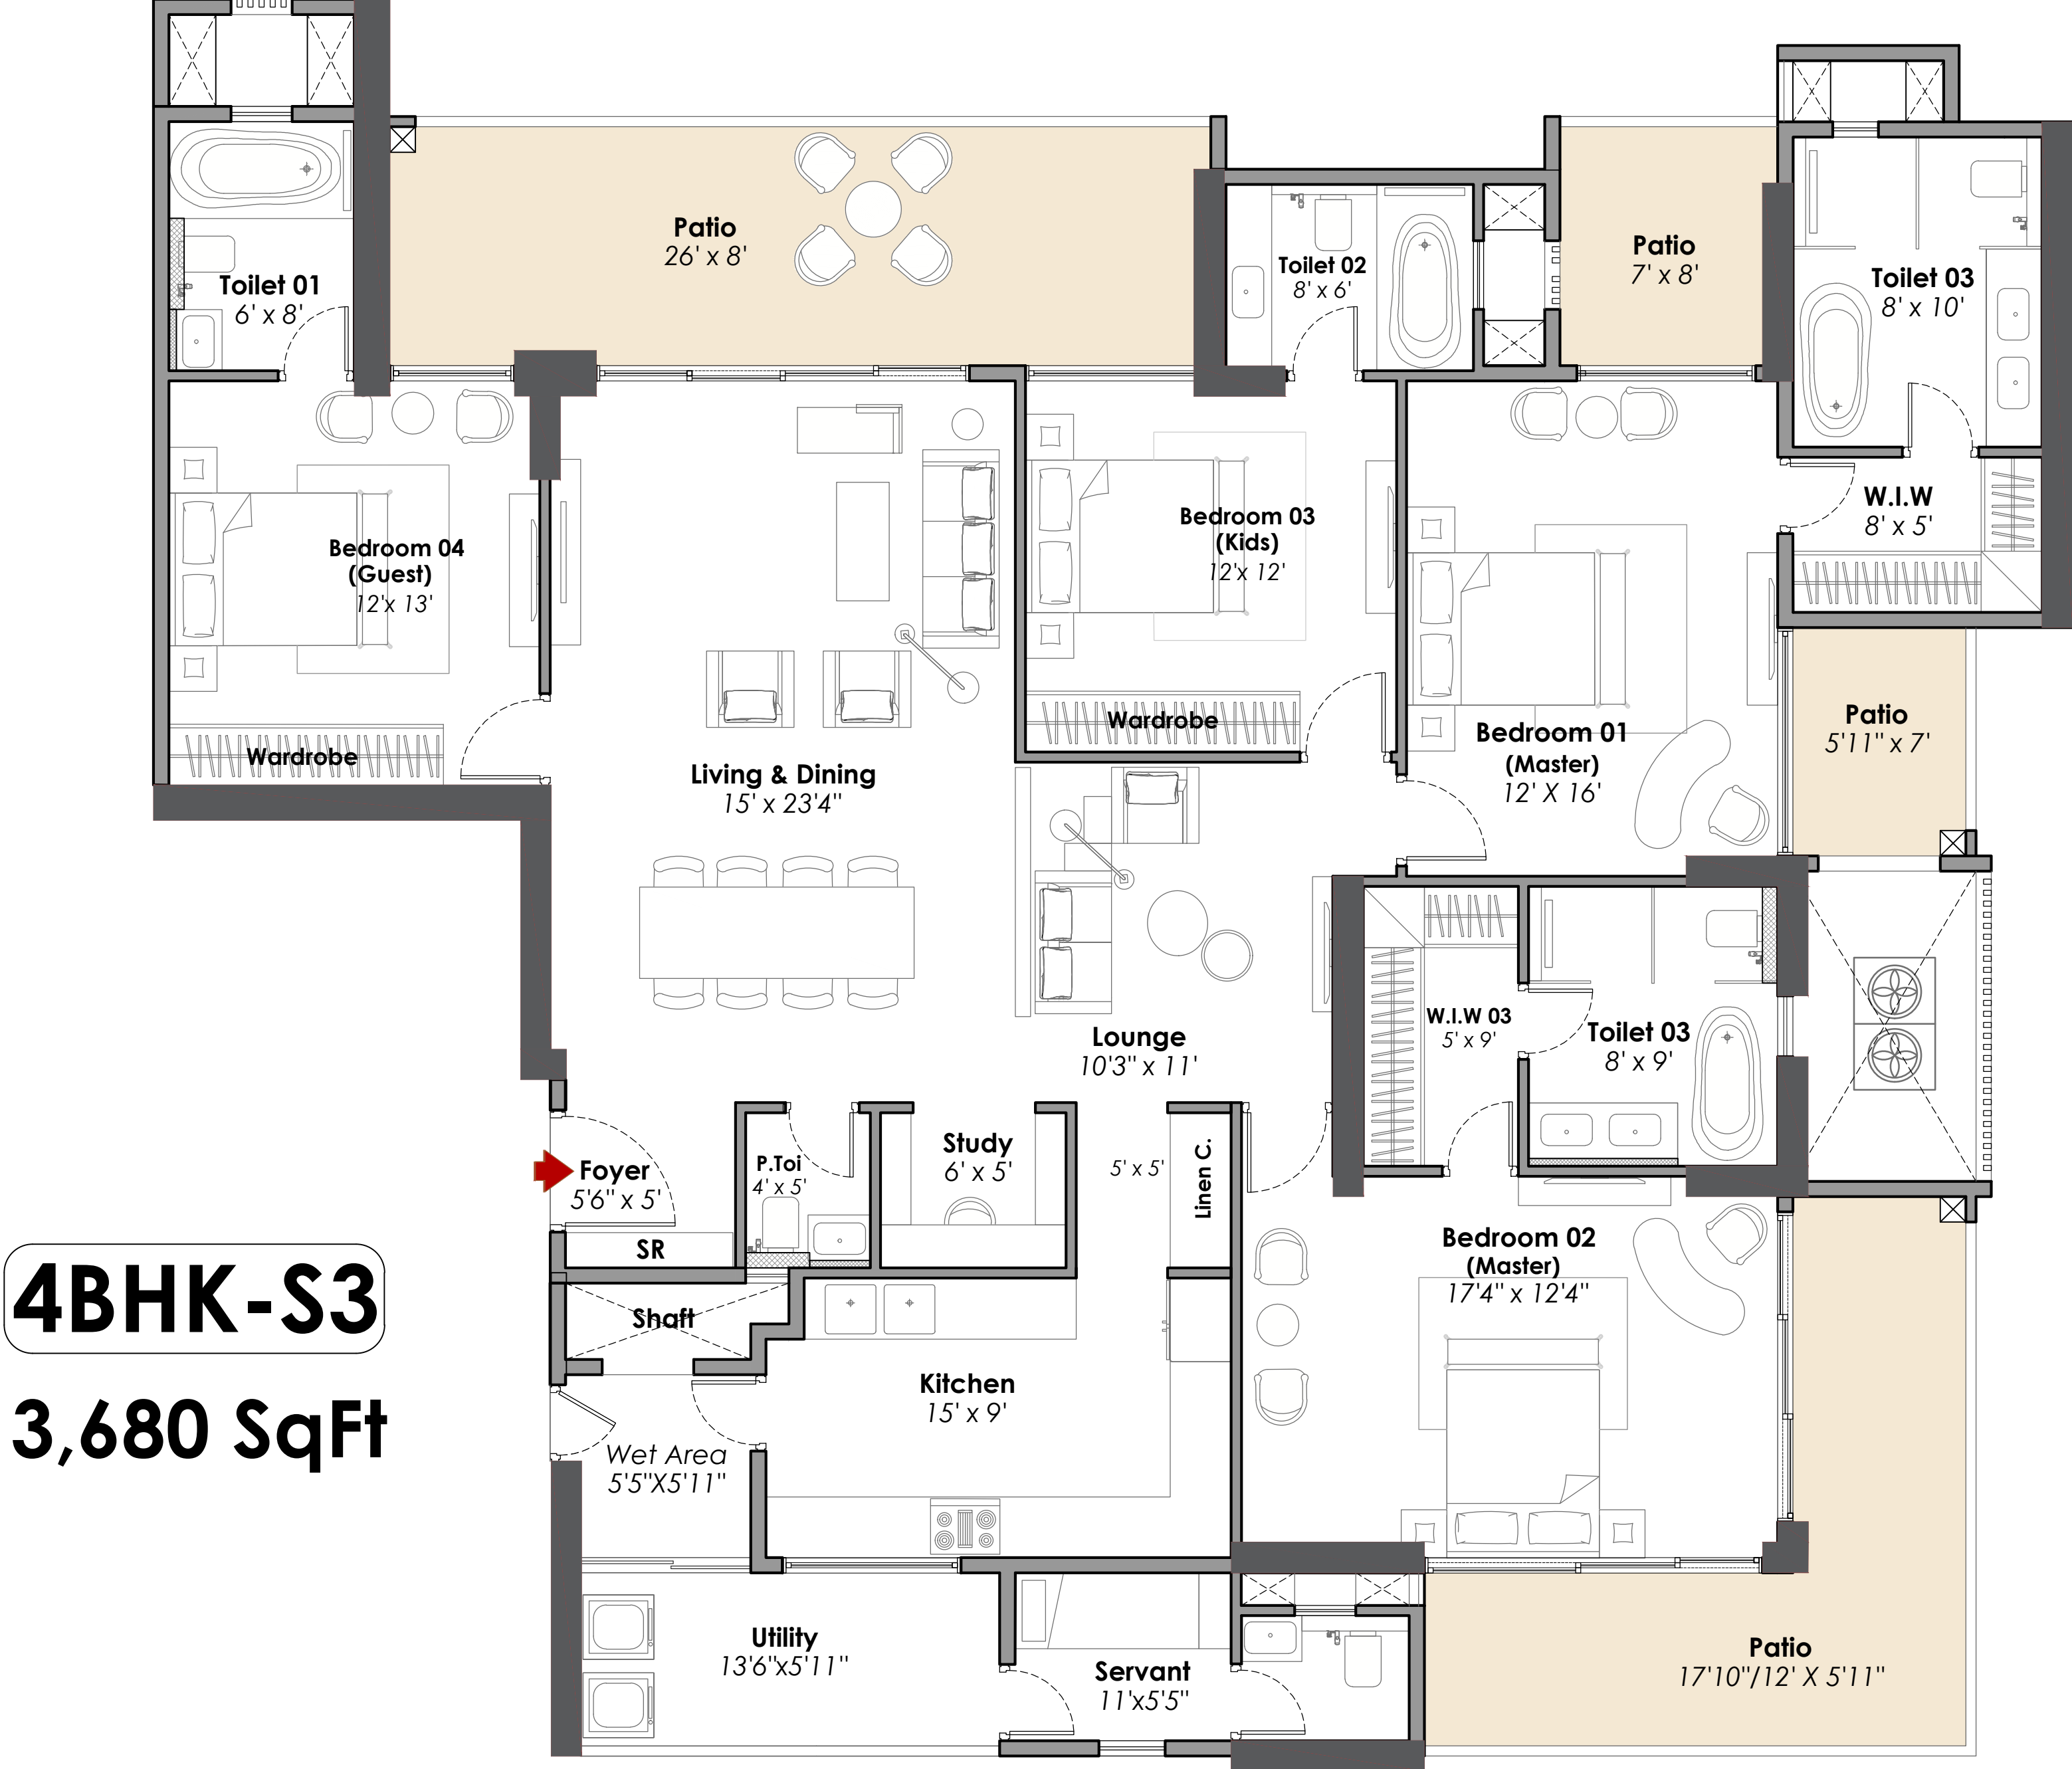 Patio
26' x 8'
Toilet 01
6' x 8'
Toilet 02
8' x 6'
Patio
7' x 8'
Toilet 03
8' x 10'
W.I.W
8' x 5'
Bedroom 04
(Guest)
12'x 13'
Wardrobe
Bedroom 03
(Kids)
12'x 12'
Wardrobe
Living & Dining
15' x 23'4"
Bedroom 01
(Master)
12' X 16'
Patio
5'11" x 7'
Lounge
10'3" x 11'
W.I.W 03
5' x 9'
Toilet 03
8' x 9'
Foyer
5'6" x 5'
SR
P.Toi
4' x 5'
Study
6' x 5'
5' x 5'
Linen C.
Bedroom 02
(Master)
17'4" x 12'4"
Shaft
Kitchen
15' x 9'
Wet Area
5'5"X5'11"
4BHK-S3
3,680 SqFt
Utility
13'6"x5'11"
Servant
11'x5'5"
Patio
17'10"/12' X 5'11"